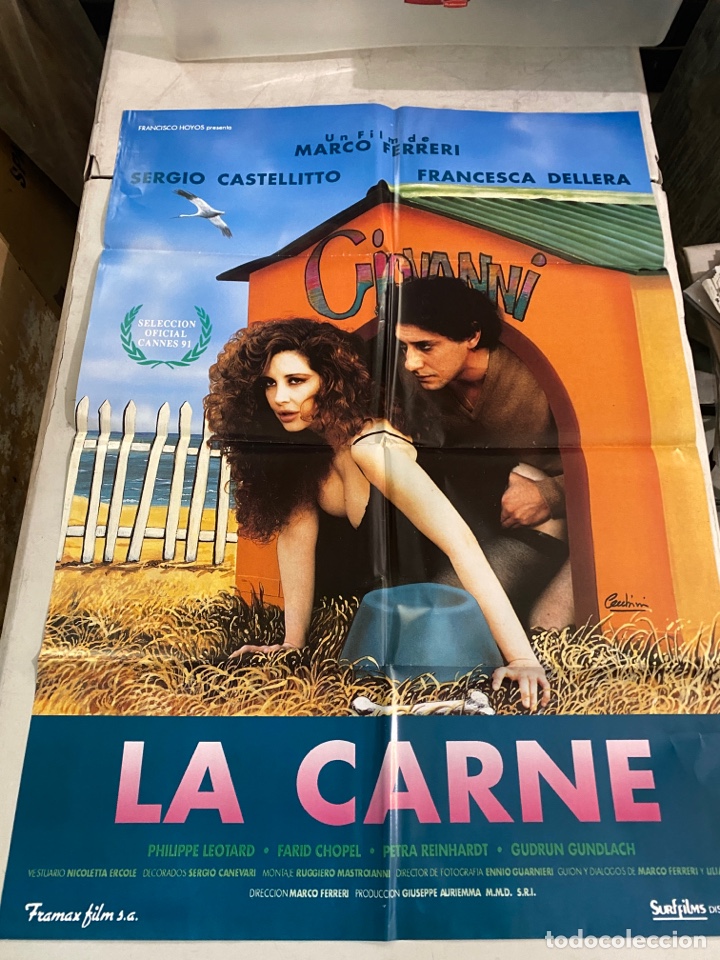 FRANCISCO HOYOS presenta
Un Film de
MARCO FERRERI
SERGIO CASTELLITTO FRANCESCA DELLERA
Giovanni
SELECCION
OFICIAL
CANNES 91
LA CARNE
PHILIPPE LEOTARD • FARID CHOPEL • PETRA REINHARDT • GUDRUN GUNDLACH
VESTUARIO NICOLETTA ERCOLE DECORADOS SERGIO CANEVARI MONTAJE RUGGIERO MASTROIANNI DIRECTOR DE FOTOGRAFIA ENNIO GUARNIERI GUION Y DIALOGOS DE MARCO FERRERI Y
DIRECCION MARCO FERRERI PRODUCCION GIUSEPPE AURIEMMA M.M.D. S.R.I.
Framax film s.a.
SURF FILMS
todocoleccion